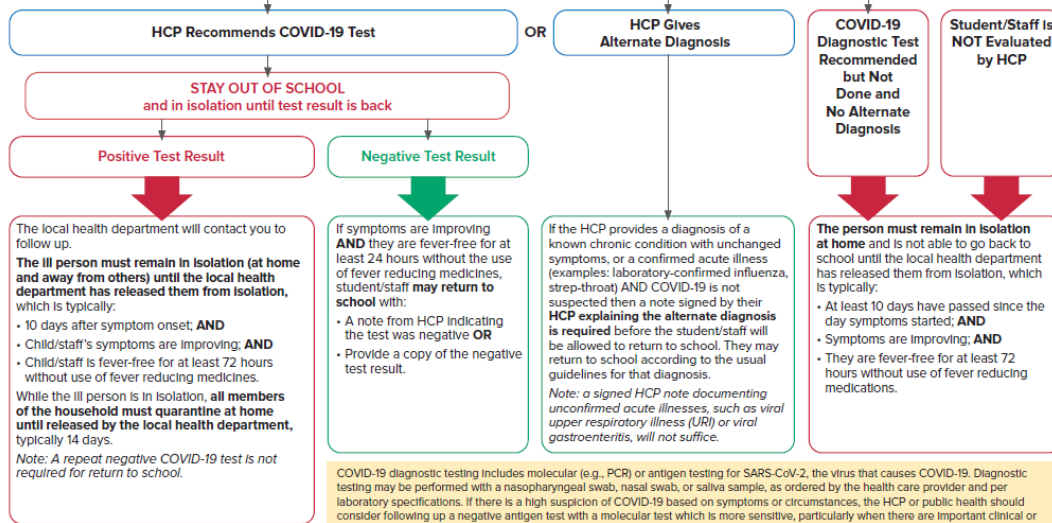 HCP Recommends COVID-19 Test
OR
HCP Gives
Alternate Diagnosis
COVID-19
Diagnostic Test
Recommended
but Not
Done and
No Alternate
Diagnosis
Student/Staff is
NOT Evaluated
by HCP
STAY OUT OF SCHOOL
and in isolation until test result is back
Positive Test Result
Negative Test Result
The local health department will contact you to
follow up.
The ill person must remain in isolation (at home
and away from others) until the local health
department has released them from isolation,
which is typically:
• 10 days after symptom onset; AND
• Child/staff's symptoms are improving; AND
• Child/staff is fever-free for at least 72 hours
without use of fever reducing medicines.
While the ill person is in isolation, all members
of the household must quarantine at home
until released by the local health department,
typically 14 days.
Note: A repeat negative COVID-19 test is not
required for return to school.
If symptoms are improving
AND they are fever-free for at
least 24 hours without the use
of fever reducing medicines,
student/staff may return to
school with:
• A note from HCP indicating
the test was negative OR
• Provide a copy of the negative
test result.
If the HCP provides a diagnosis of a
known chronic condition with unchanged
symptoms, or a confirmed acute illness
(examples: laboratory-confirmed influenza,
strep-throat) AND COVID-19 is not
suspected then a note signed by their
HCP explaining the alternate diagnosis
is required before the student/staff will
be allowed to return to school. They may
return to school according to the usual
guidelines for that diagnosis.
Note: a signed HCP note documenting
unconfirmed acute illnesses, such as viral
upper respiratory illness (URI) or viral
gastroenteritis, will not suffice.
The person must remain in isolation
at home and is not able to go back to
school until the local health department
has released them from isolation, which
is typically:
• At least 10 days have passed since the
day symptoms started; AND
• Symptoms are improving; AND
• They are fever-free for at least 72
hours without use of fever reducing
medications.
COVID-19 diagnostic testing includes molecular (e.g., PCR) or antigen testing for SARS-CoV-2, the virus that causes COVID-19. Diagnostic
testing may be performed with a nasopharyngeal swab, nasal swab, or saliva sample, as ordered by the health care provider and per
laboratory specifications. If there is a high suspicion of COVID-19 based on symptoms or circumstances, the HCP or public health should
consider following up a negative antigen test with a molecular test which is more sensitive, particularly when there are important clinical or